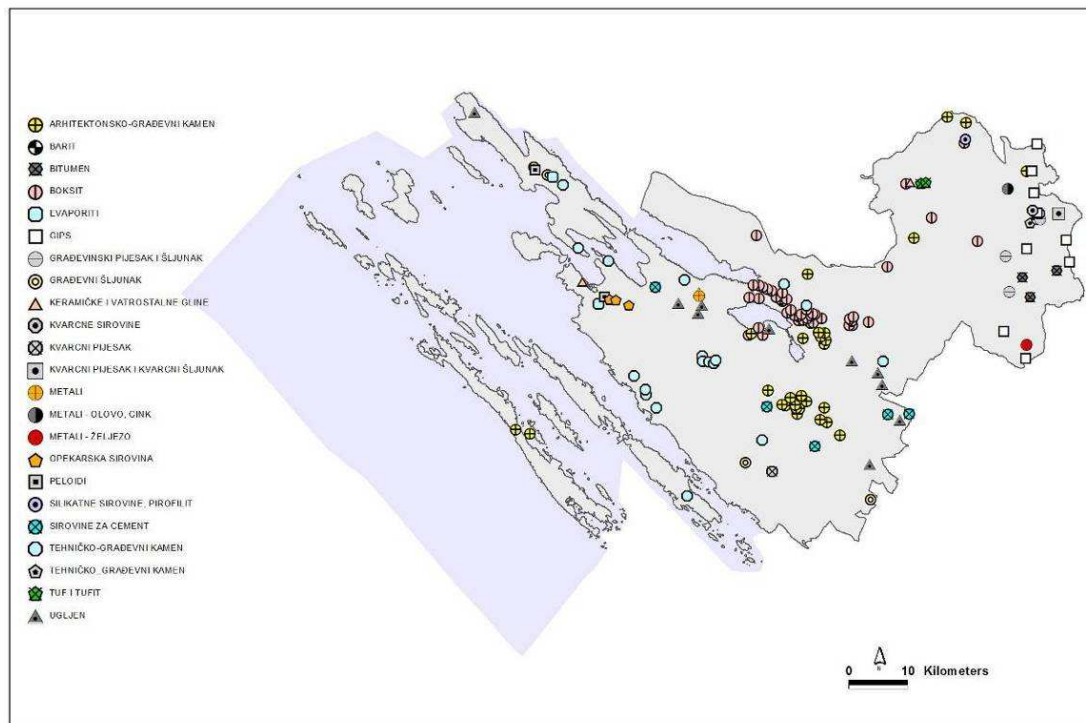 ARHITEKTONSKO-GRAĐEVNI KAMEN
BARIT
BITUMEN
BOKSIT
EVAPORITI
GIPS
GRAĐEVINSKI PIJESAK I ŠLJUNAK
GRAĐEVNI ŠLJUNAK
KERAMIČKE I VATROSTALNE GLINE
KVARCNE SIROVINE
KVARCNI PIJESAK
KVARCNI PIJESAK I KVARCNI ŠLJUNAK
METALI
METALI - OLOVO, CINK
METALI - ŽELJEZO
OPEKARSKA SIROVINA
PELOIDI
SILIKATNE SIROVINE, PIROFILIT
SIROVINE ZA CEMENT
TEHNIČKO-GRAĐEVNI KAMEN
TEHNIČKO_GRAĐEVNI KAMEN
TUF I TUFIT
UGLJEN
0 10 Kilometers